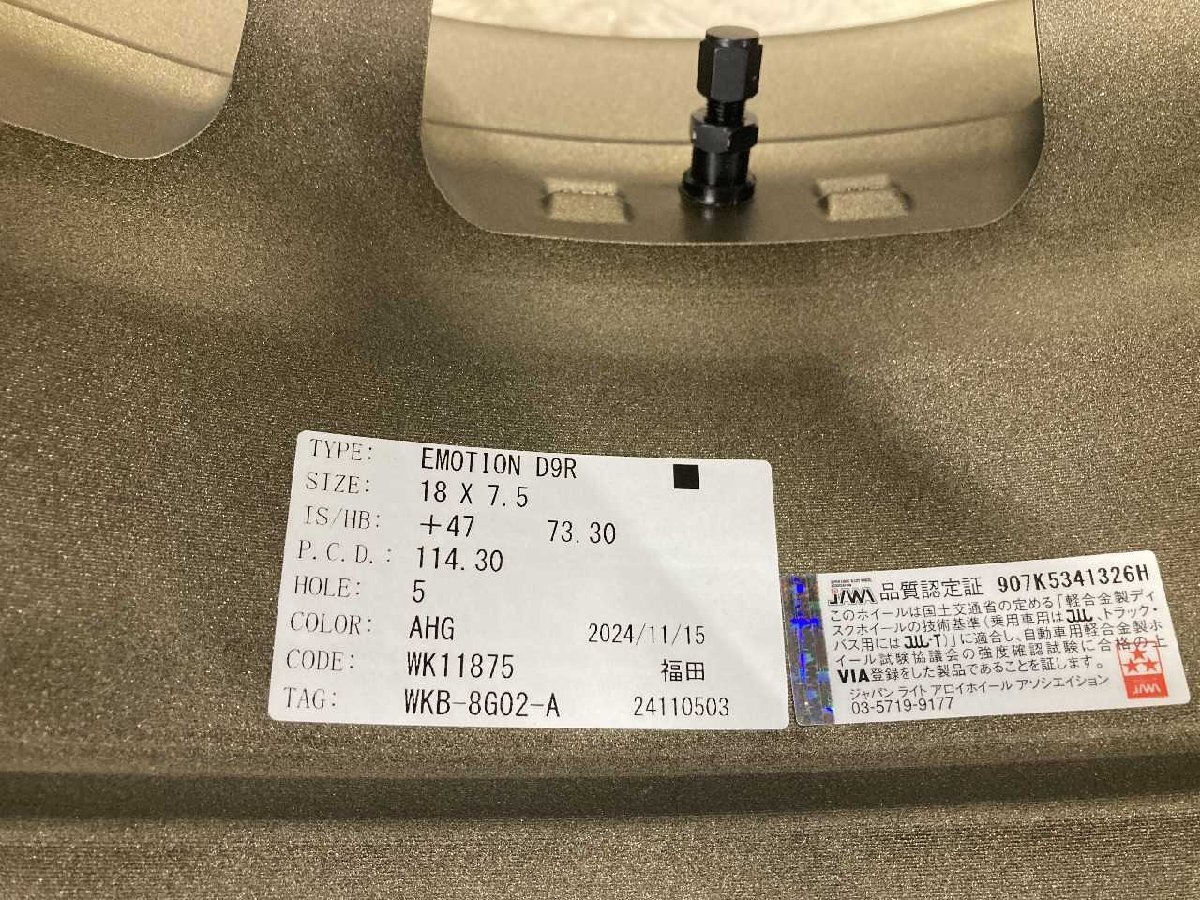 TYPE: EMOTION D9R
SIZE: 18 X 7.5
IS/HB: +47 73.30
P.C.D.: 114.30
HOLE: 5
COLOR: AHG 2024/11/15
CODE: WK11875 福田
TAG: WKB-8G02-A 24110503
JAWA 品質認定証 907K5341326H
このホイールは国土交通省の定める「軽合金製ディ
スクホイールの技術基準(乗用車用はJWL、トラック・
バス用にはJWL-T)」に適合し、自動車用軽合金製ホ
イール試験協議会の強度確認試験に合格の上
VIA登録をした製品であることを証します。
ジャパン ライト アロイホイール アソシエイション
03-5719-9177
JAWA